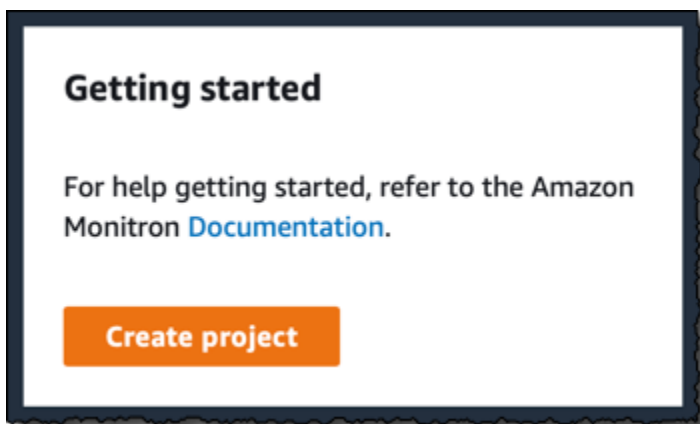 Getting started
For help getting started, refer to the Amazon
Monitron Documentation.
Create project